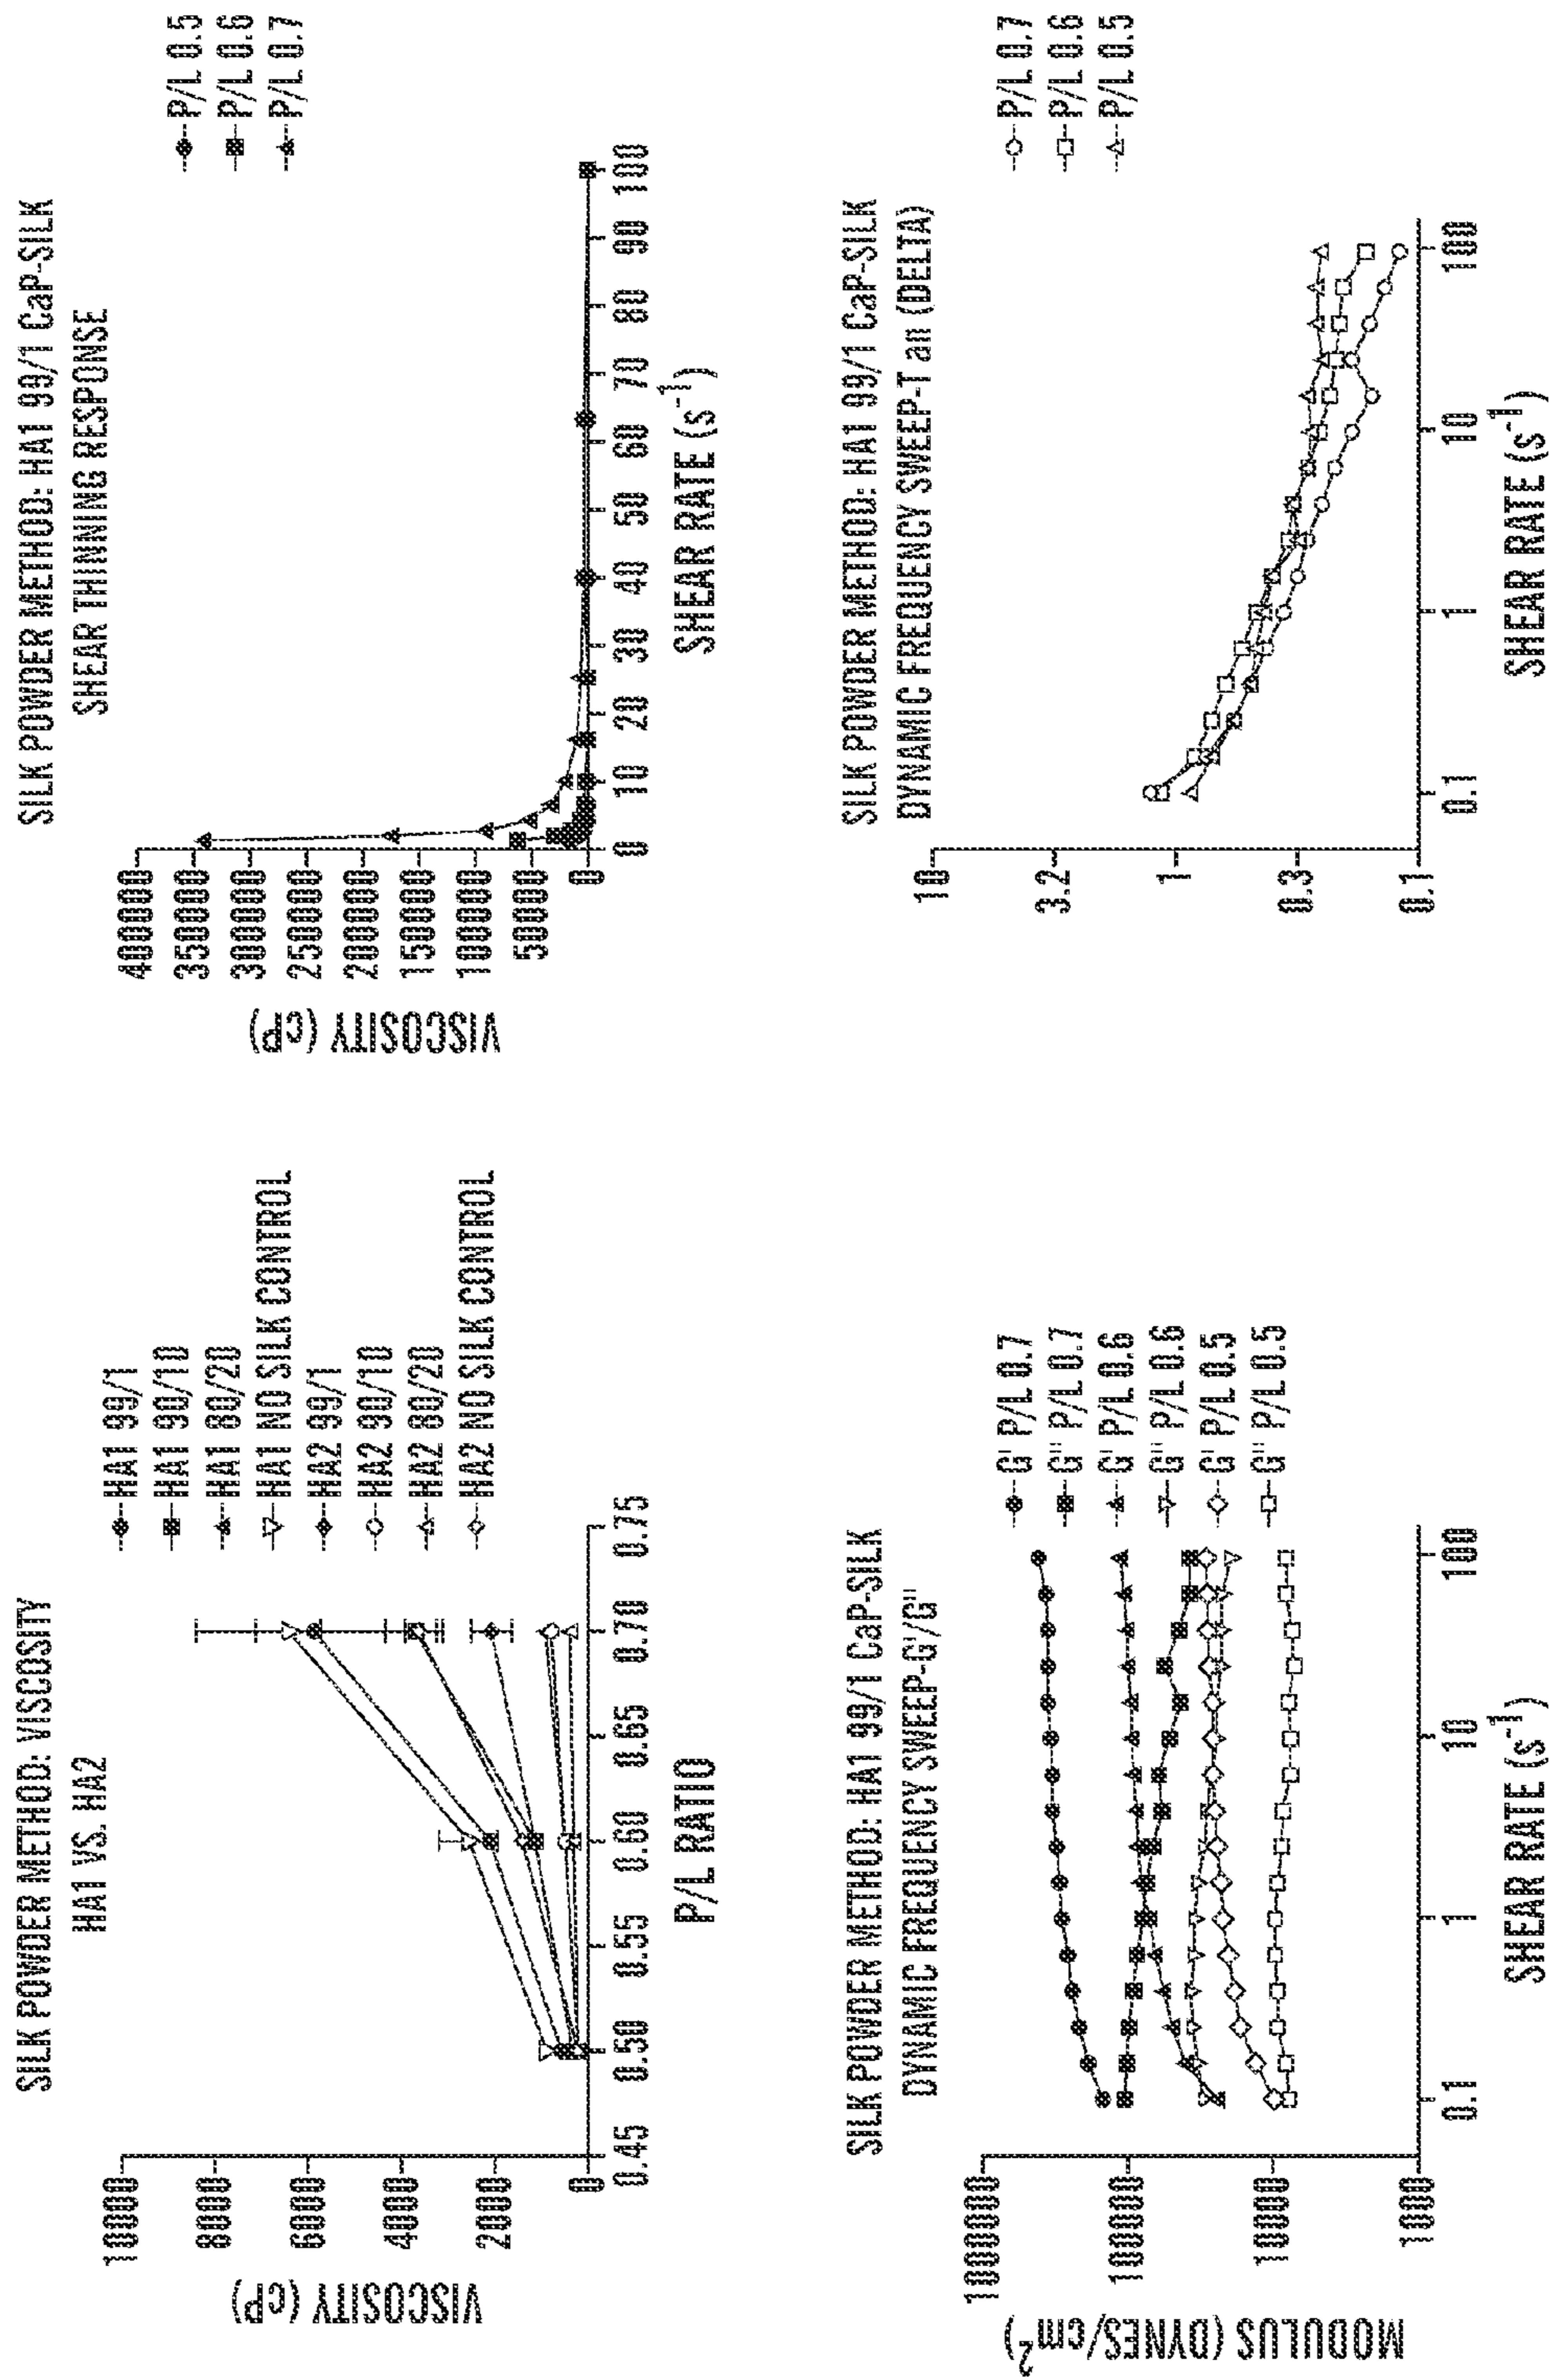 SILK POWDER METHOD: VISCOSITY
HA1 VS. HA2
VISCOSITY (cP)
10000
8000
6000
4000
2000
0
0.45
0.50
0.55
0.60
0.65
0.70
0.75
P/L RATIO
HA1 99/1
HA1 90/10
HA1 80/20
HA1 NO SILK CONTROL
HA2 99/1
HA2 90/10
HA2 80/20
HA2 NO SILK CONTROL
SILK POWDER METHOD: HA1 99/1 CaP-SILK
SHEAR THINNING RESPONSE
VISCOSITY (cP)
400000
350000
300000
250000
200000
150000
100000
50000
0
0
10
20
30
40
50
60
70
80
90
100
SHEAR RATE (s⁻¹)
P/L 0.5
P/L 0.6
P/L 0.7
SILK POWDER METHOD: HA1 99/1 CaP-SILK
DYNAMIC FREQUENCY SWEEP-G'/G"
MODULUS (DYNES/cm²)
1000000
100000
10000
1000
0.1
1
10
100
SHEAR RATE (s⁻¹)
G' P/L 0.7
G" P/L 0.7
G' P/L 0.6
G" P/L 0.6
G' P/L 0.5
G" P/L 0.5
SILK POWDER METHOD: HA1 99/1 CaP-SILK
DYNAMIC FREQUENCY SWEEP-T an (DELTA)
10
3.2
1
0.3
0.1
0.1
1
10
100
SHEAR RATE (s⁻¹)
P/L 0.7
P/L 0.6
P/L 0.5